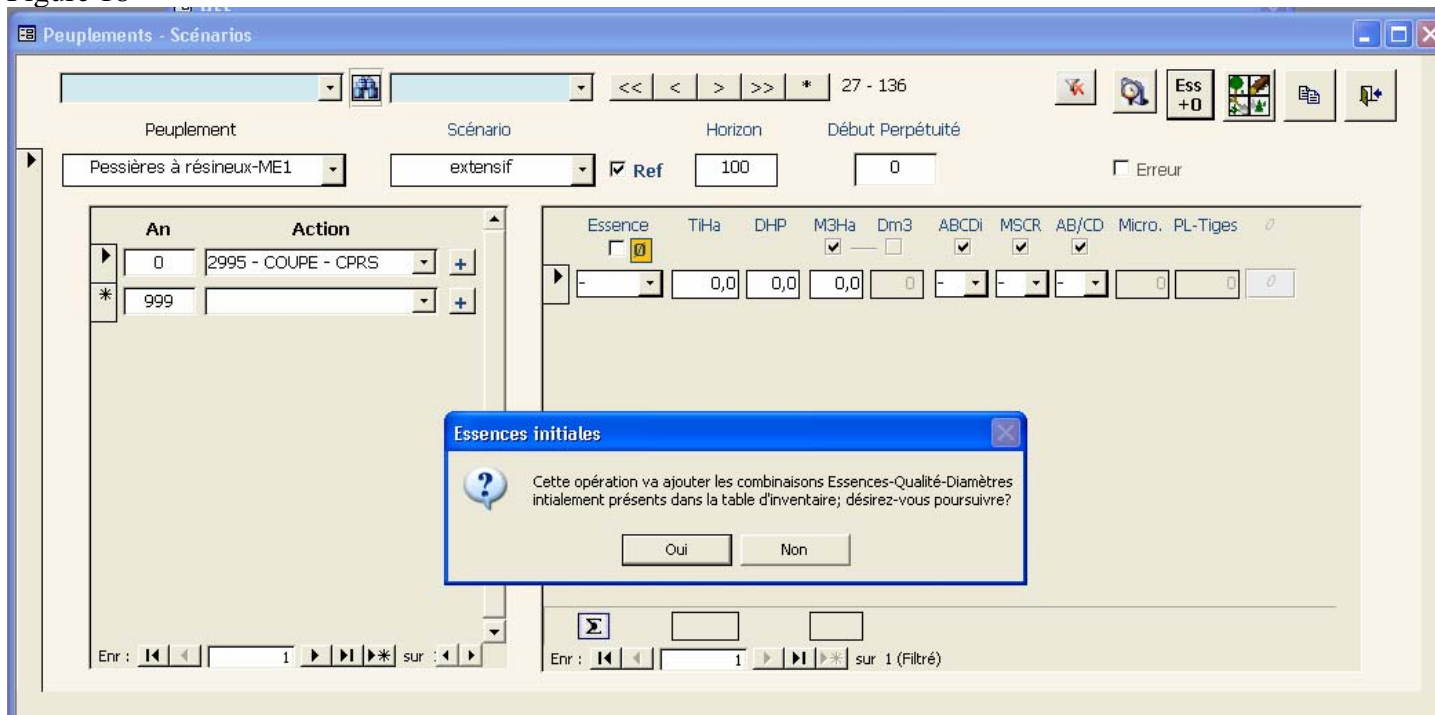 Peuplements - Scénarios
<< < > >> * 27 - 136 Ess +0
Peuplement Scénario Horizon Début Perpétuité
Pessières à résineux-ME1 extensif Ref 100 0 Erreur
An Action
0 2995 - COUPE - CPRS +
* 999 +
Essence TiHa DHP M3Ha Dm3 ABCDi MSCR AB/CD Micro. PL-Tiges 0
Ø
- 0,0 0,0 0,0 0 - - - 0 0 0
Essences initiales
Cette opération va ajouter les combinaisons Essences-Qualité-Diamètres
intialement présents dans la table d'inventaire; désirez-vous poursuivre?
Oui Non
Σ
Enr : 1 sur
Enr : 1 sur 1 (Filtré)